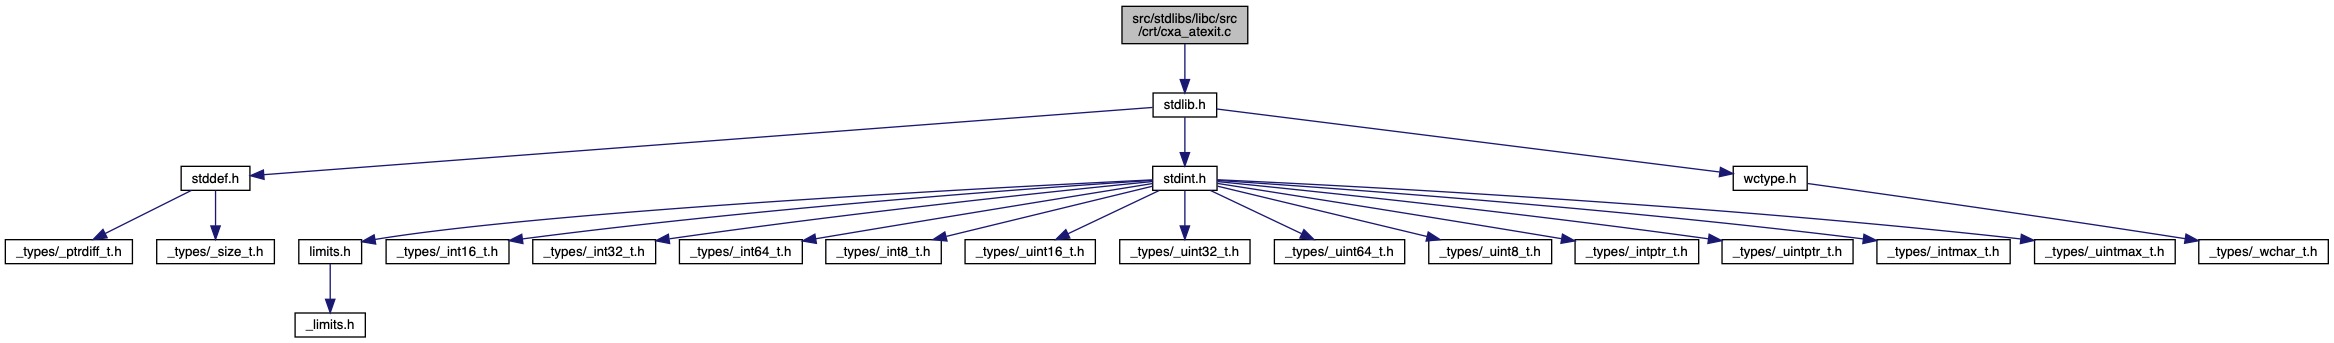 src/stdlibs/libc/src
/crt/cxa_atexit.c
stdlib.h
stddef.h
stdint.h
wctype.h
_types/_ptrdiff_t.h
_types/_size_t.h
limits.h
_types/_int16_t.h
_types/_int32_t.h
_types/_int64_t.h
_types/_int8_t.h
_types/_uint16_t.h
_types/_uint32_t.h
_types/_uint64_t.h
_types/_uint8_t.h
_types/_intptr_t.h
_types/_uintptr_t.h
_types/_intmax_t.h
_types/_uintmax_t.h
_types/_wchar_t.h
_limits.h